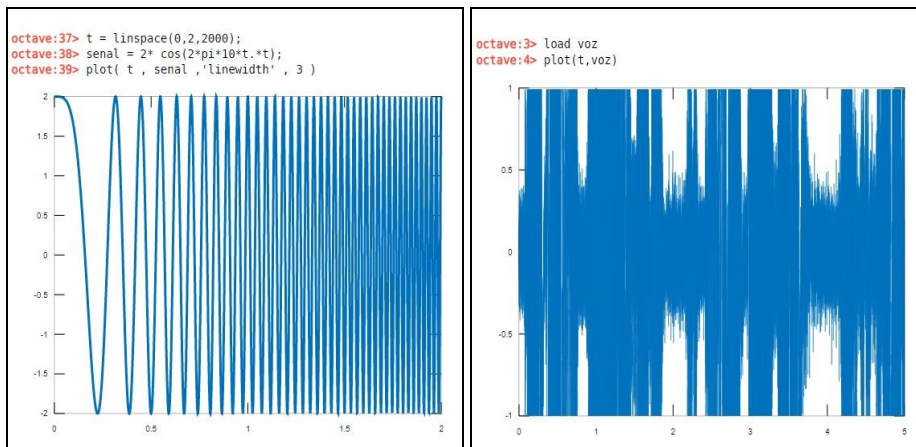 octave:37> t = linspace(0,2,2000);
octave:38> senal = 2* cos(2*pi*10*t.*t);
octave:39> plot( t , senal ,'linewidth' , 3 )
2
1.5
1
0.5
0
-0.5
-1
-1.5
-2
0 0.5 1 1.5 2
octave:3> load voz
octave:4> plot(t,voz)
1
0.5
0
-0.5
-1
0 1 2 3 4 5